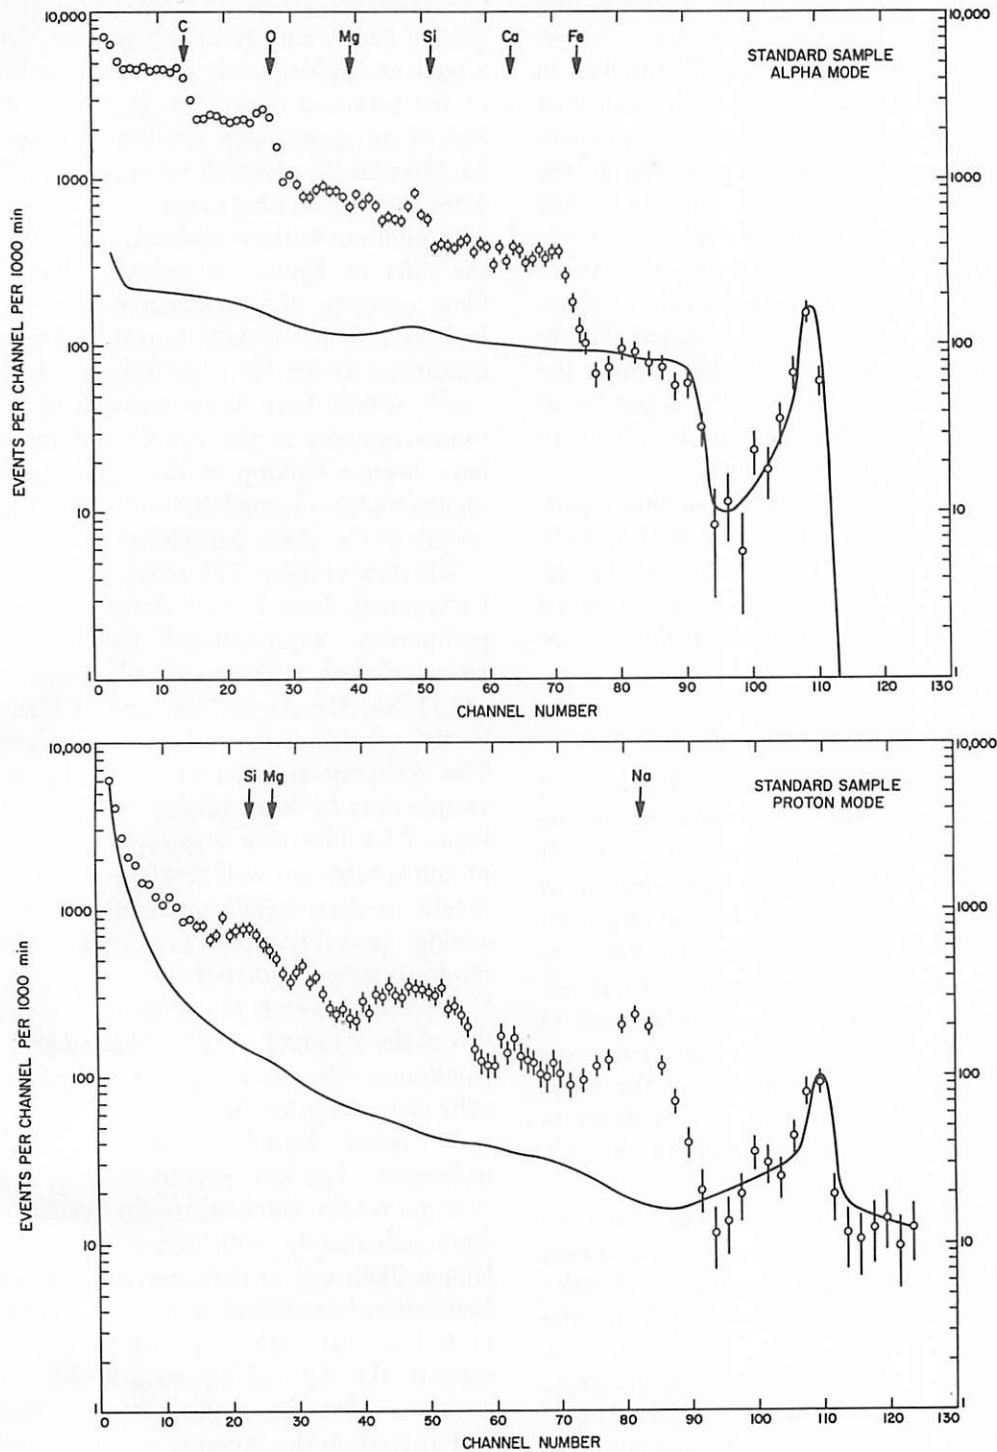 10,000
1000
100
10
1
10,000
1000
100
10
1
EVENTS PER CHANNEL PER 1000 min
C O Mg Si Ca Fe
STANDARD SAMPLE
ALPHA MODE
0 10 20 30 40 50 60 70 80 90 100 110 120 130
CHANNEL NUMBER
10,000
1000
100
10
1
10,000
1000
100
10
1
EVENTS PER CHANNEL PER 1000 min
Si Mg Na
STANDARD SAMPLE
PROTON MODE
0 10 20 30 40 50 60 70 80 90 100 110 120 130
CHANNEL NUMBER